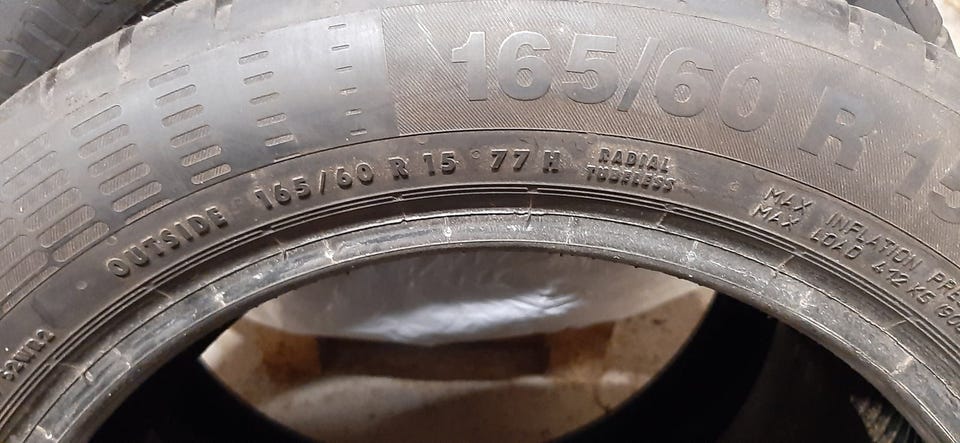 165/60 R 15
OUTSIDE 165/60 R 15 77 H
RADIAL
TUBELESS
MAX INFLATION
MAX LOAD 412 KG